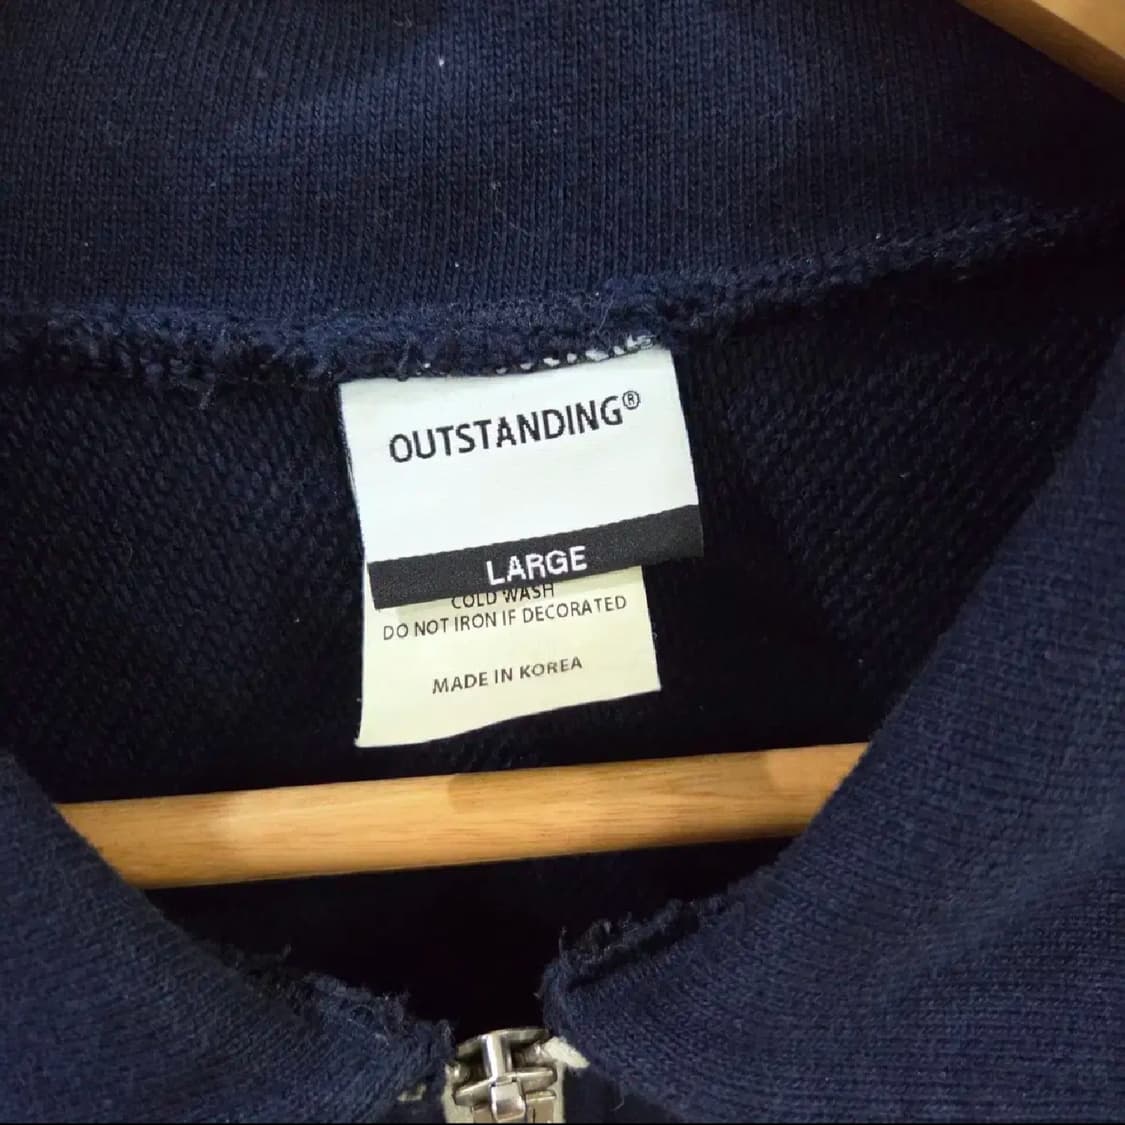 OUTSTANDING®
LARGE
COLD WASH
DO NOT IRON IF DECORATED
MADE IN KOREA